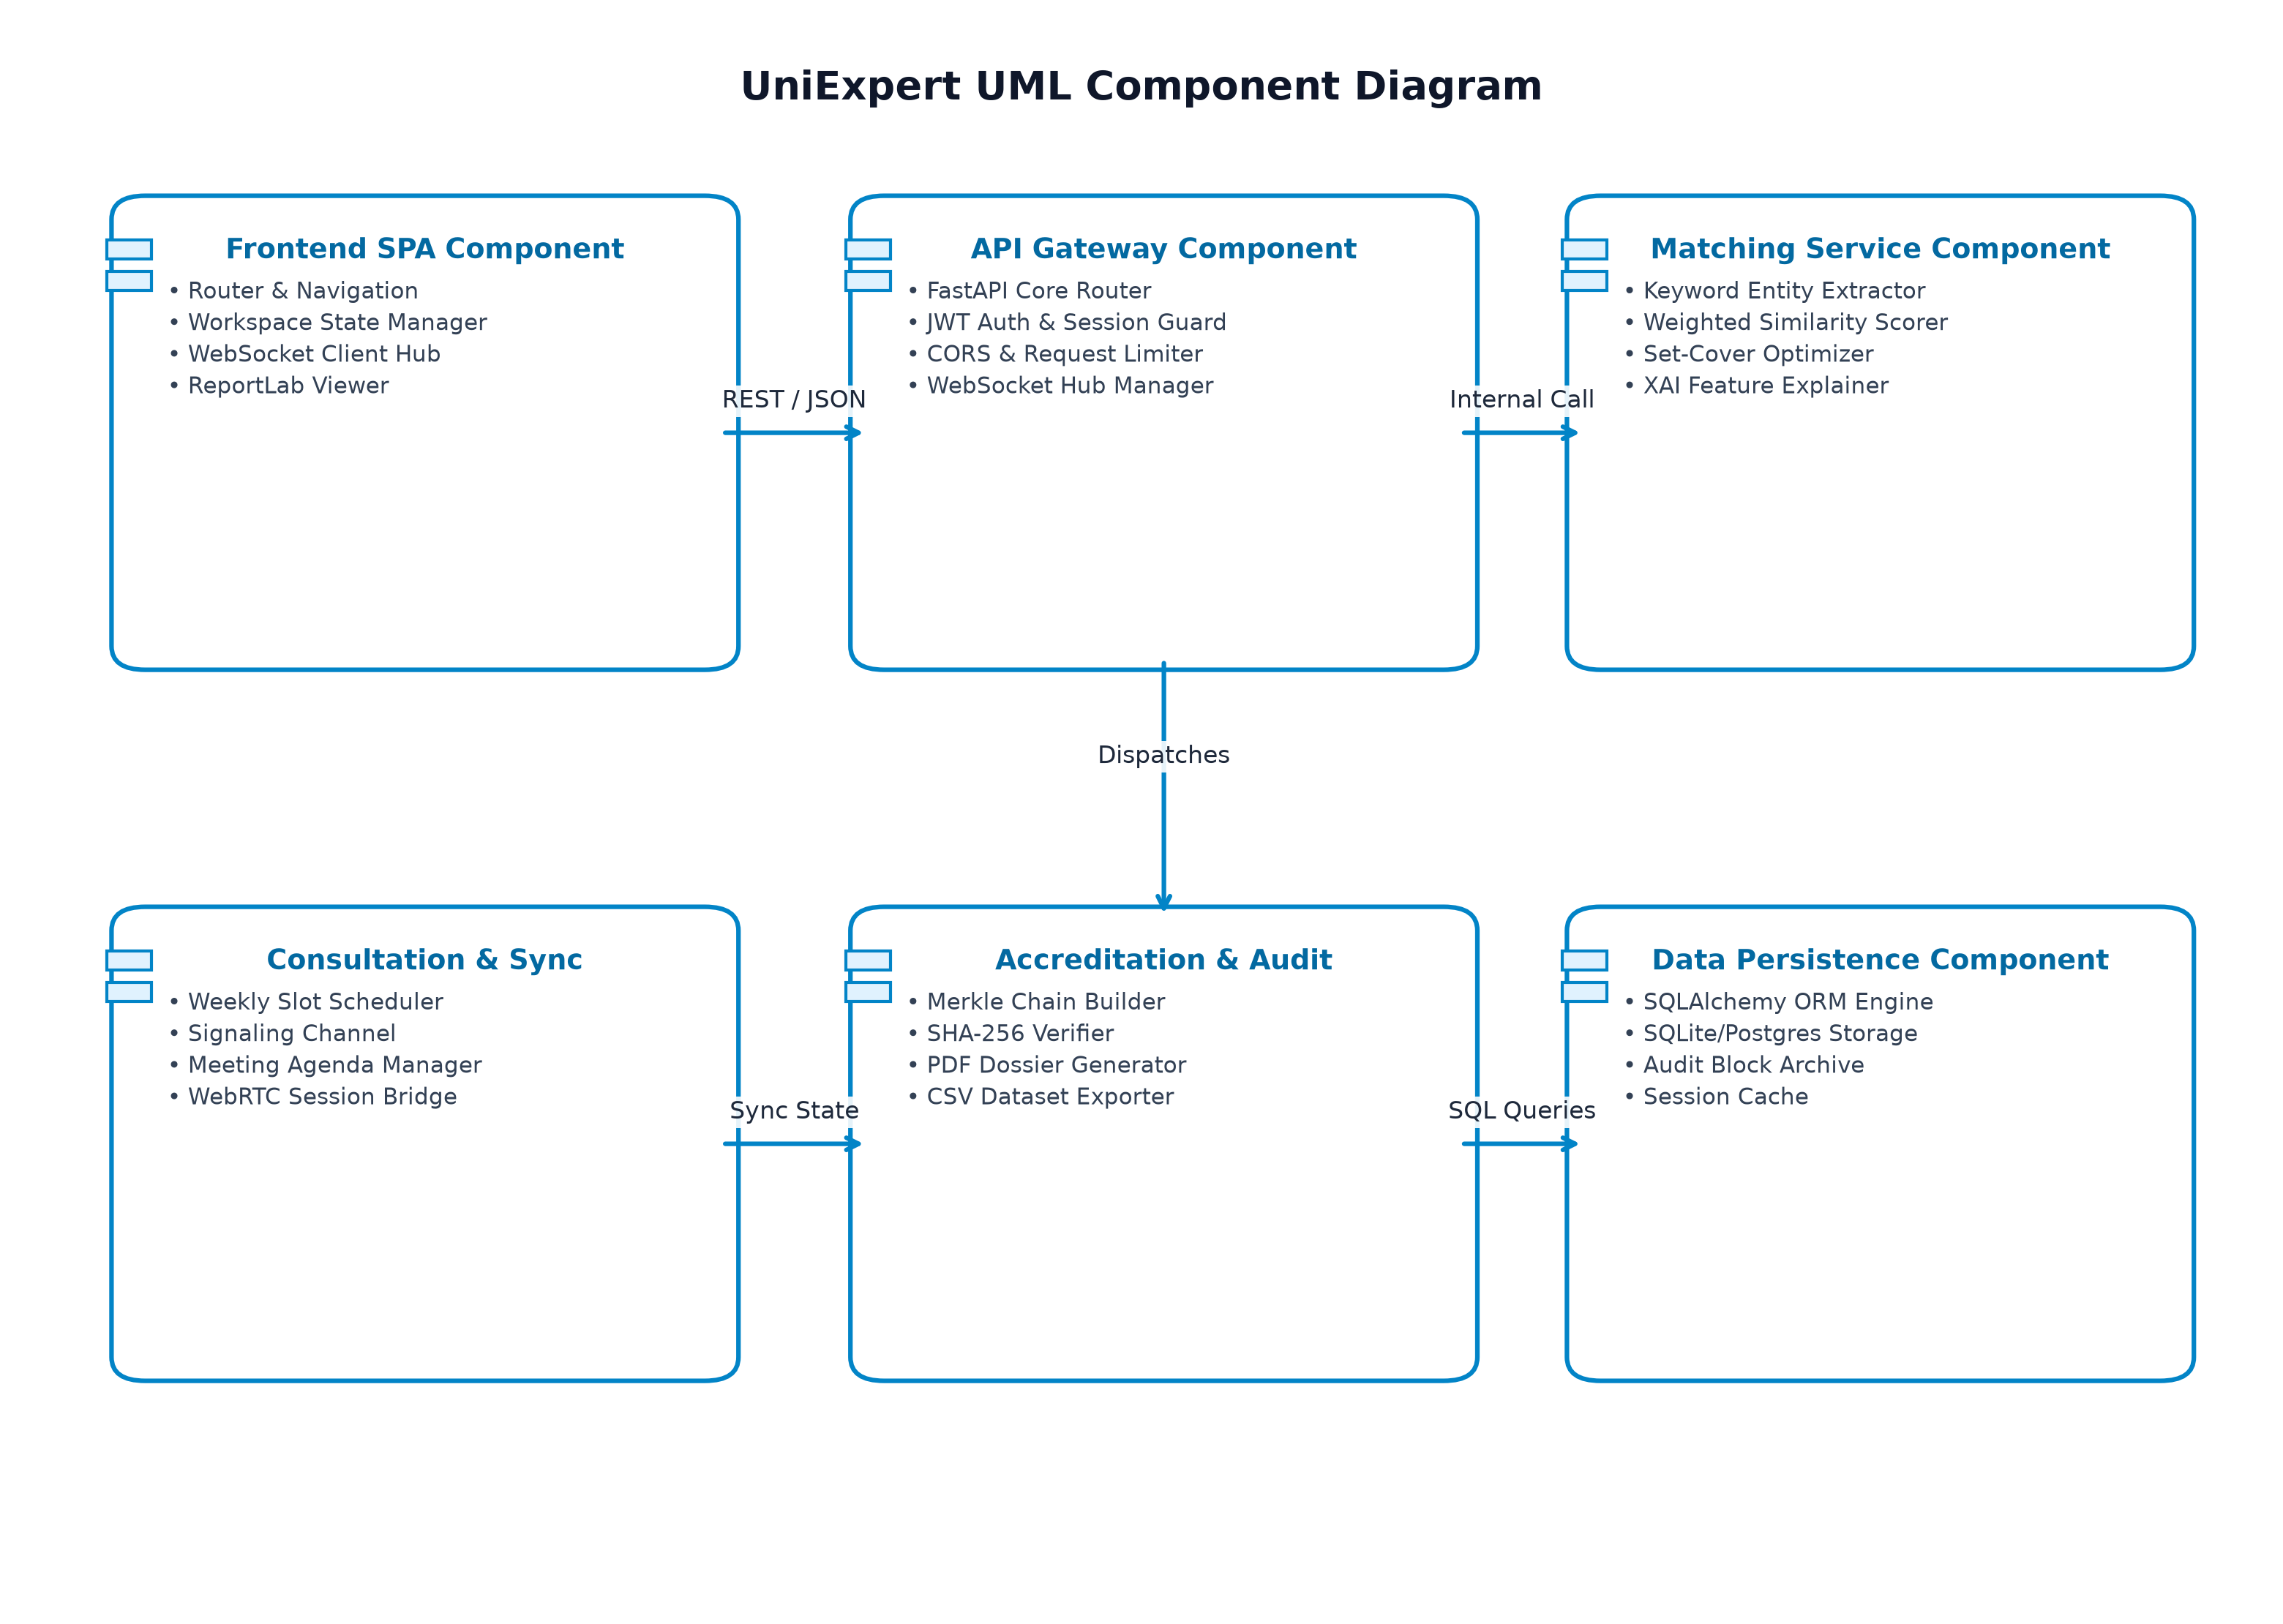 UniExpert UML Component Diagram
Frontend SPA Component
• Router & Navigation
• Workspace State Manager
• WebSocket Client Hub
• ReportLab Viewer
REST / JSON
API Gateway Component
• FastAPI Core Router
• JWT Auth & Session Guard
• CORS & Request Limiter
• WebSocket Hub Manager
Internal Call
Matching Service Component
• Keyword Entity Extractor
• Weighted Similarity Scorer
• Set-Cover Optimizer
• XAI Feature Explainer
Dispatches
Consultation & Sync
• Weekly Slot Scheduler
• Signaling Channel
• Meeting Agenda Manager
• WebRTC Session Bridge
Sync State
Accreditation & Audit
• Merkle Chain Builder
• SHA-256 Verifier
• PDF Dossier Generator
• CSV Dataset Exporter
SQL Queries
Data Persistence Component
• SQLAlchemy ORM Engine
• SQLite/Postgres Storage
• Audit Block Archive
• Session Cache